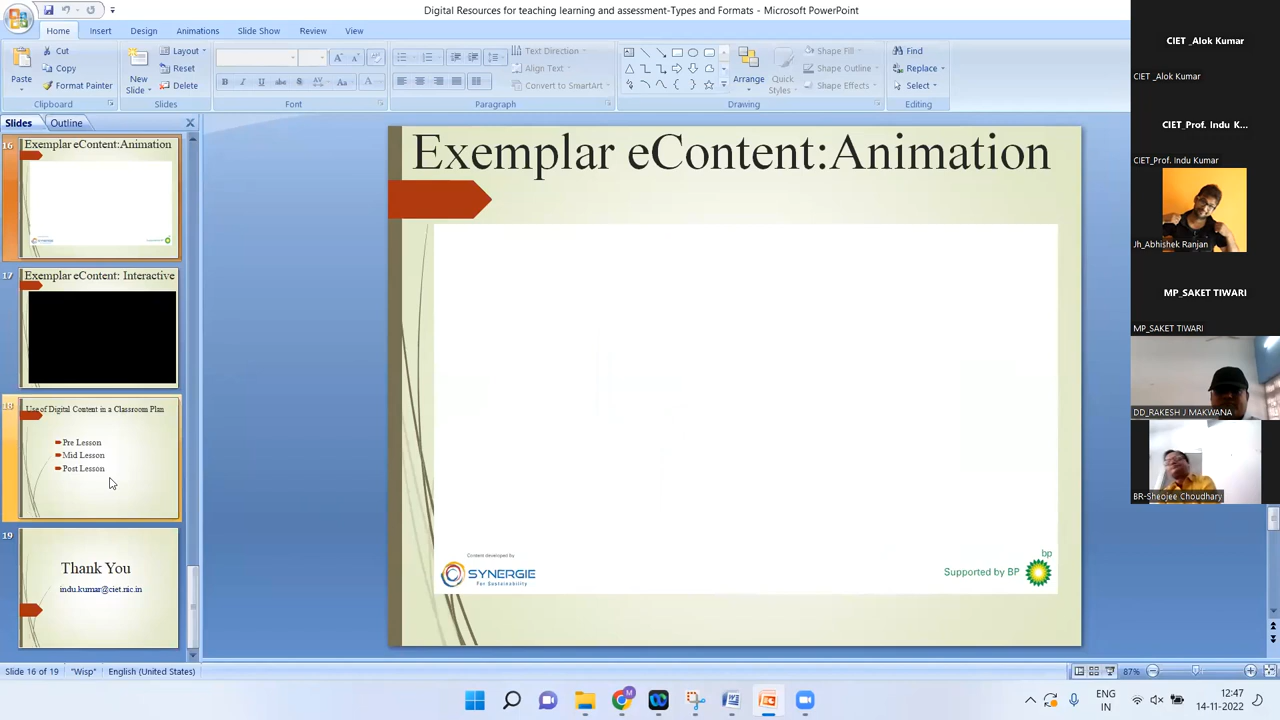 Digital Resources for teaching learning and assessment-Types and Formats - Microsoft PowerPoint
Home Insert Design Animations Slide Show Review View
Paste
Cut
Copy
Format Painter
Clipboard
New Slide
Layout
Reset
Delete
Slides
B I U abe S AV Aa A
Font
Text Direction
Align Text
Convert to SmartArt
Paragraph
Arrange
Quick Styles
Shape Fill
Shape Outline
Shape Effects
Drawing
Find
Replace
Select
Editing
Slides Outline
16
Exemplar eContent:Animation
17
Exemplar eContent: Interactive
18
Use of Digital Content in a Classroom Plan
Pre Lesson
Mid Lesson
Post Lesson
19
Thank You
indu.kumar@ciet.nic.in
Exemplar eContent:Animation
Content developed by
SYNERGIE
For Sustainability
bp
Supported by BP
CIET _Alok Kumar
CIET _Alok Kumar
CIET_Prof. Indu K...
CIET_Prof. Indu Kumar
Jh_Abhishek Ranjan
MP_SAKET TIWARI
MP_SAKET TIWARI
DD_RAKESH J MAKWANA
BR-Sheojee Choudhary
Slide 16 of 19 "Wisp" English (United States)
87%
ENG
IN
12:47
14-11-2022